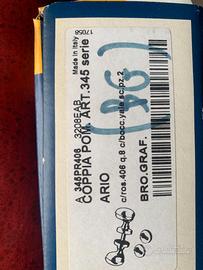 17058
Made in Italy
A 345PR406 3208EAB
COPPIA POM. ART.345 serie
ARIO
c/ros.406 q.8 c/bocc.yale sc.pz.2
BRO.GRAF.